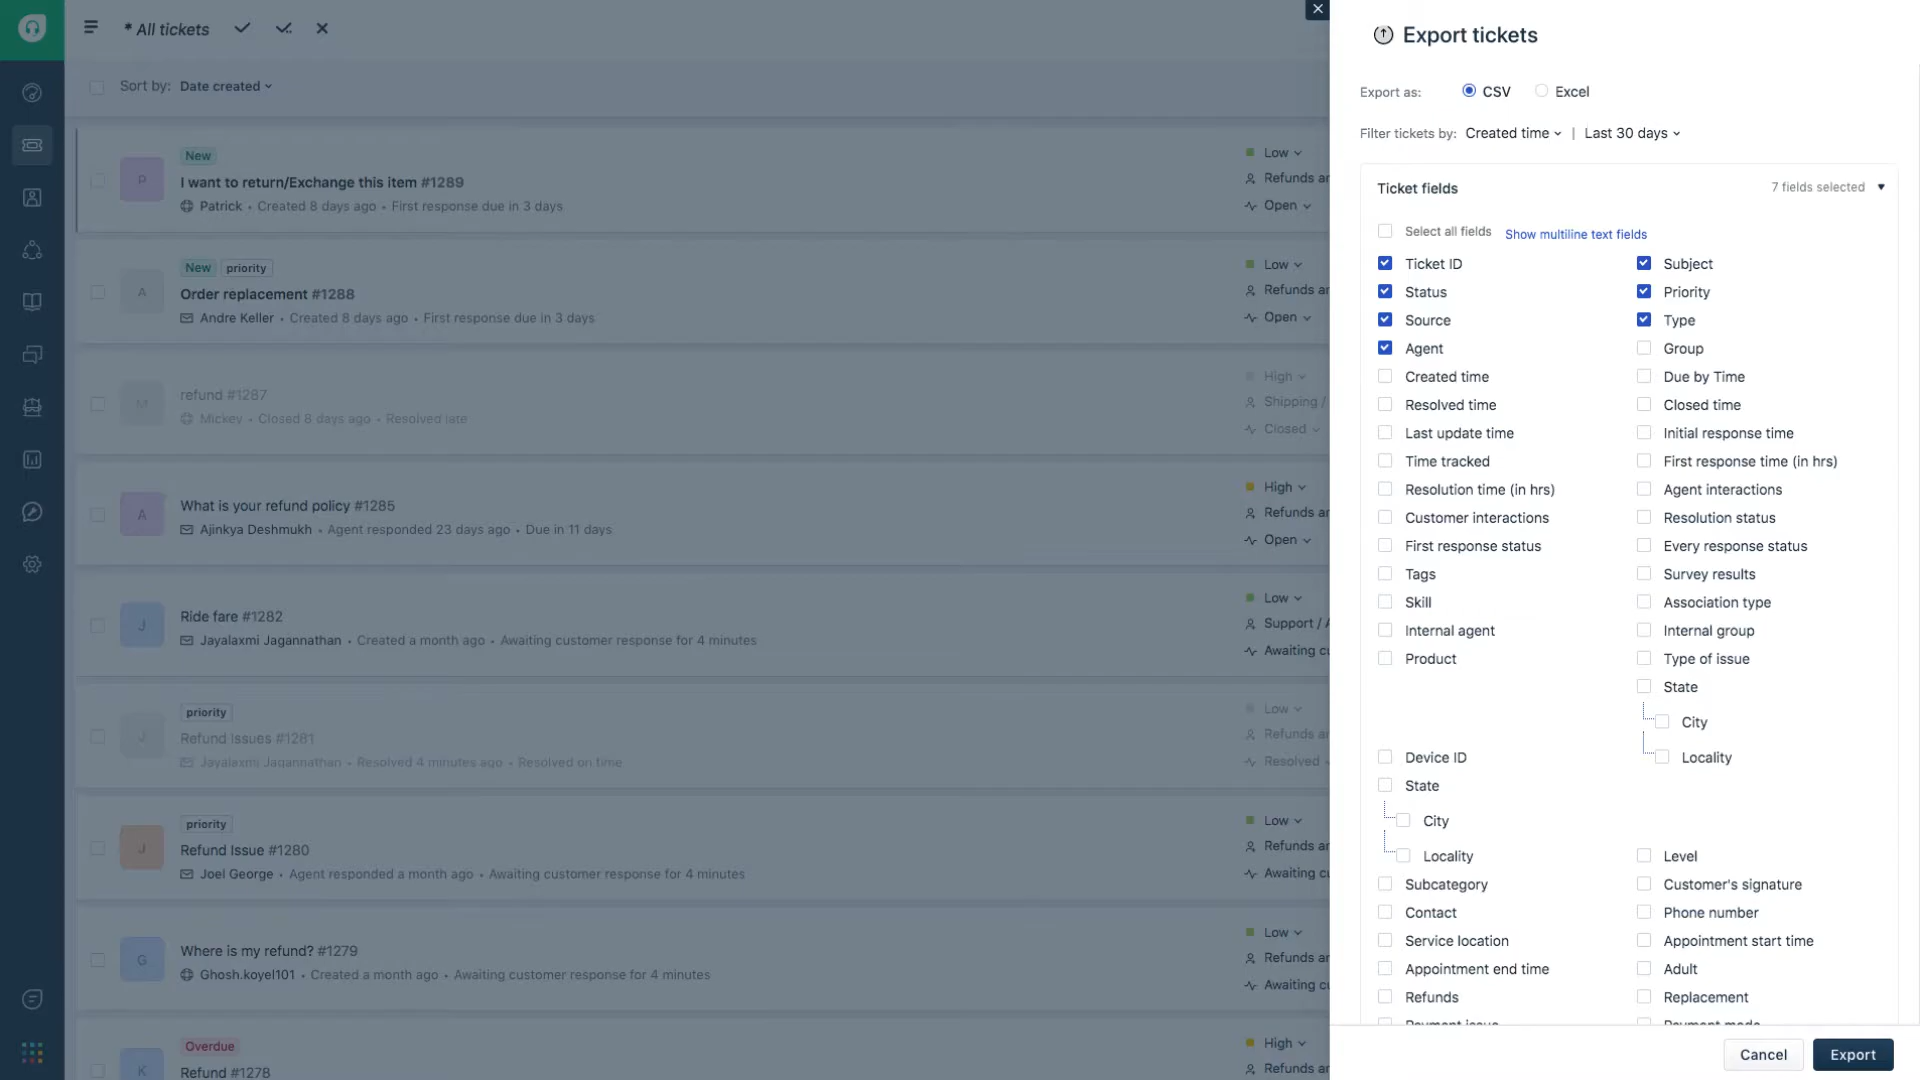 * All tickets
Sort by: Date created
P
New
I want to return/Exchange this item #1289
Patrick • Created 8 days ago • First response due in 3 days
Low
Refunds an
Open
A
New priority
Order replacement #1288
Andre Keller • Created 8 days ago • First response due in 3 days
Low
Refunds an
Open
M
refund #1287
Mickey • Closed 8 days ago • Resolved late
High
Shipping /
Closed
A
What is your refund policy #1285
Ajinkya Deshmukh • Agent responded 23 days ago • Due in 11 days
High
Refunds an
Open
J
Ride fare #1282
Jayalaxmi Jagannathan • Created a month ago • Awaiting customer response for 4 minutes
Low
Support / A
Awaiting cu
J
priority
Refund Issues #1281
Jayalaxmi Jagannathan • Resolved 4 minutes ago • Resolved on time
Low
Refunds an
Resolved
J
priority
Refund Issue #1280
Joel George • Agent responded a month ago • Awaiting customer response for 4 minutes
Low
Refunds an
Awaiting cu
G
Where is my refund? #1279
Ghosh.koyel101 • Created a month ago • Awaiting customer response for 4 minutes
Low
Refunds an
Awaiting cu
K
Overdue
Refund #1278
High
Refunds an
Export tickets
Export as: CSV Excel
Filter tickets by: Created time | Last 30 days
Ticket fields 7 fields selected
Select all fields Show multiline text fields
Ticket ID Subject
Status Priority
Source Type
Agent Group
Created time Due by Time
Resolved time Closed time
Last update time Initial response time
Time tracked First response time (in hrs)
Resolution time (in hrs) Agent interactions
Customer interactions Resolution status
First response status Every response status
Tags Survey results
Skill Association type
Internal agent Internal group
Product Type of issue
State
City
Device ID Locality
State
City
Locality Level
Subcategory Customer's signature
Contact Phone number
Service location Appointment start time
Appointment end time Adult
Refunds Replacement
Payment issue Payment mode
Cancel Export